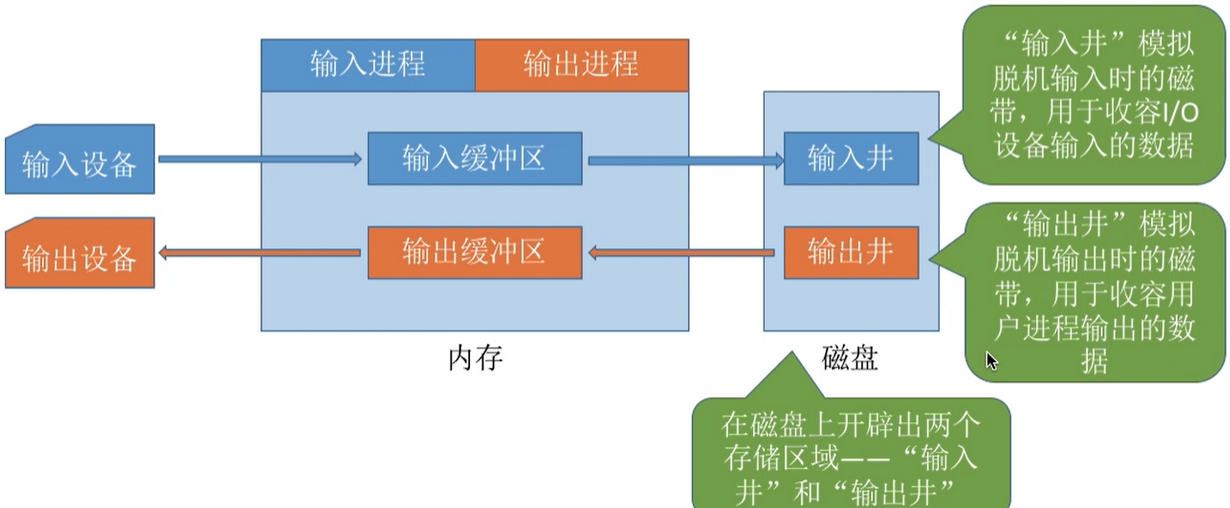 输入进程
输出进程
输入设备
输入缓冲区
输入井
输出设备
输出缓冲区
输出井
内存
磁盘
“输入井”模拟
脱机输入时的磁
带，用于收容I/O
设备输入的数据
“输出井”模拟
脱机输出时的磁
带，用于收容用
户进程输出的数
据
在磁盘上开辟出两个
存储区域——“输入
井”和“输出井”